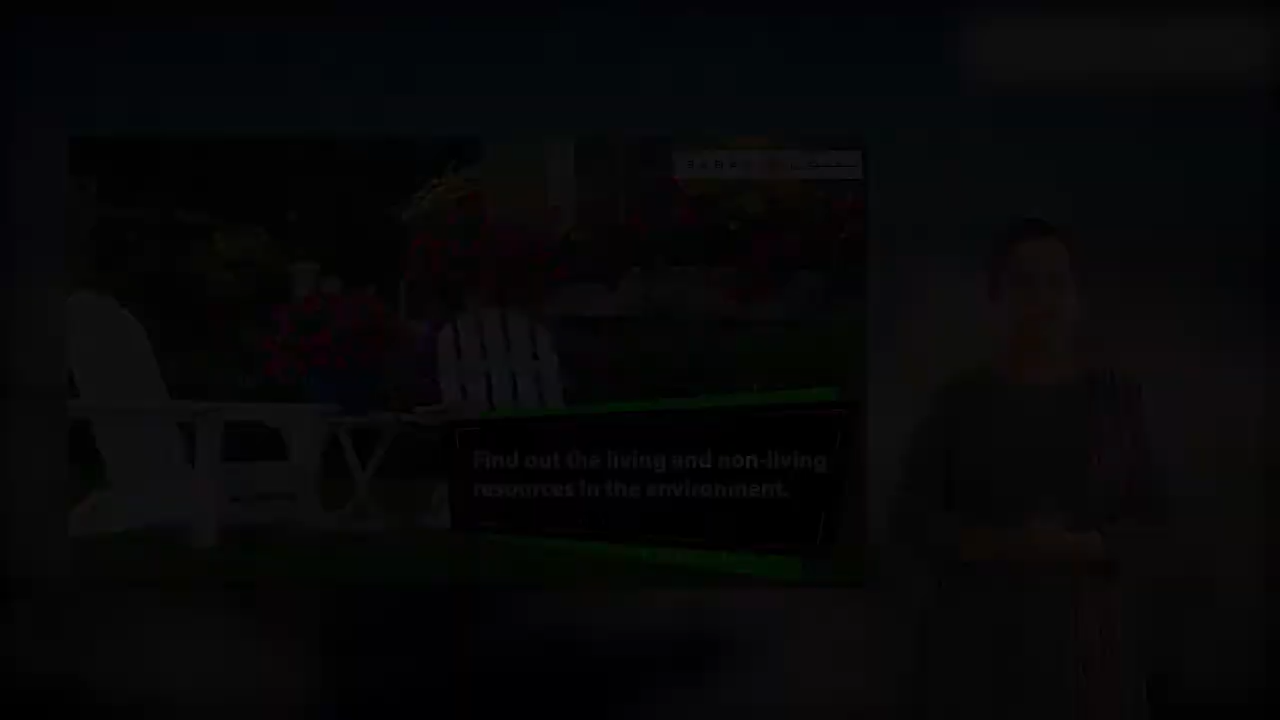 Find out the living and non-living
resources in the environment.